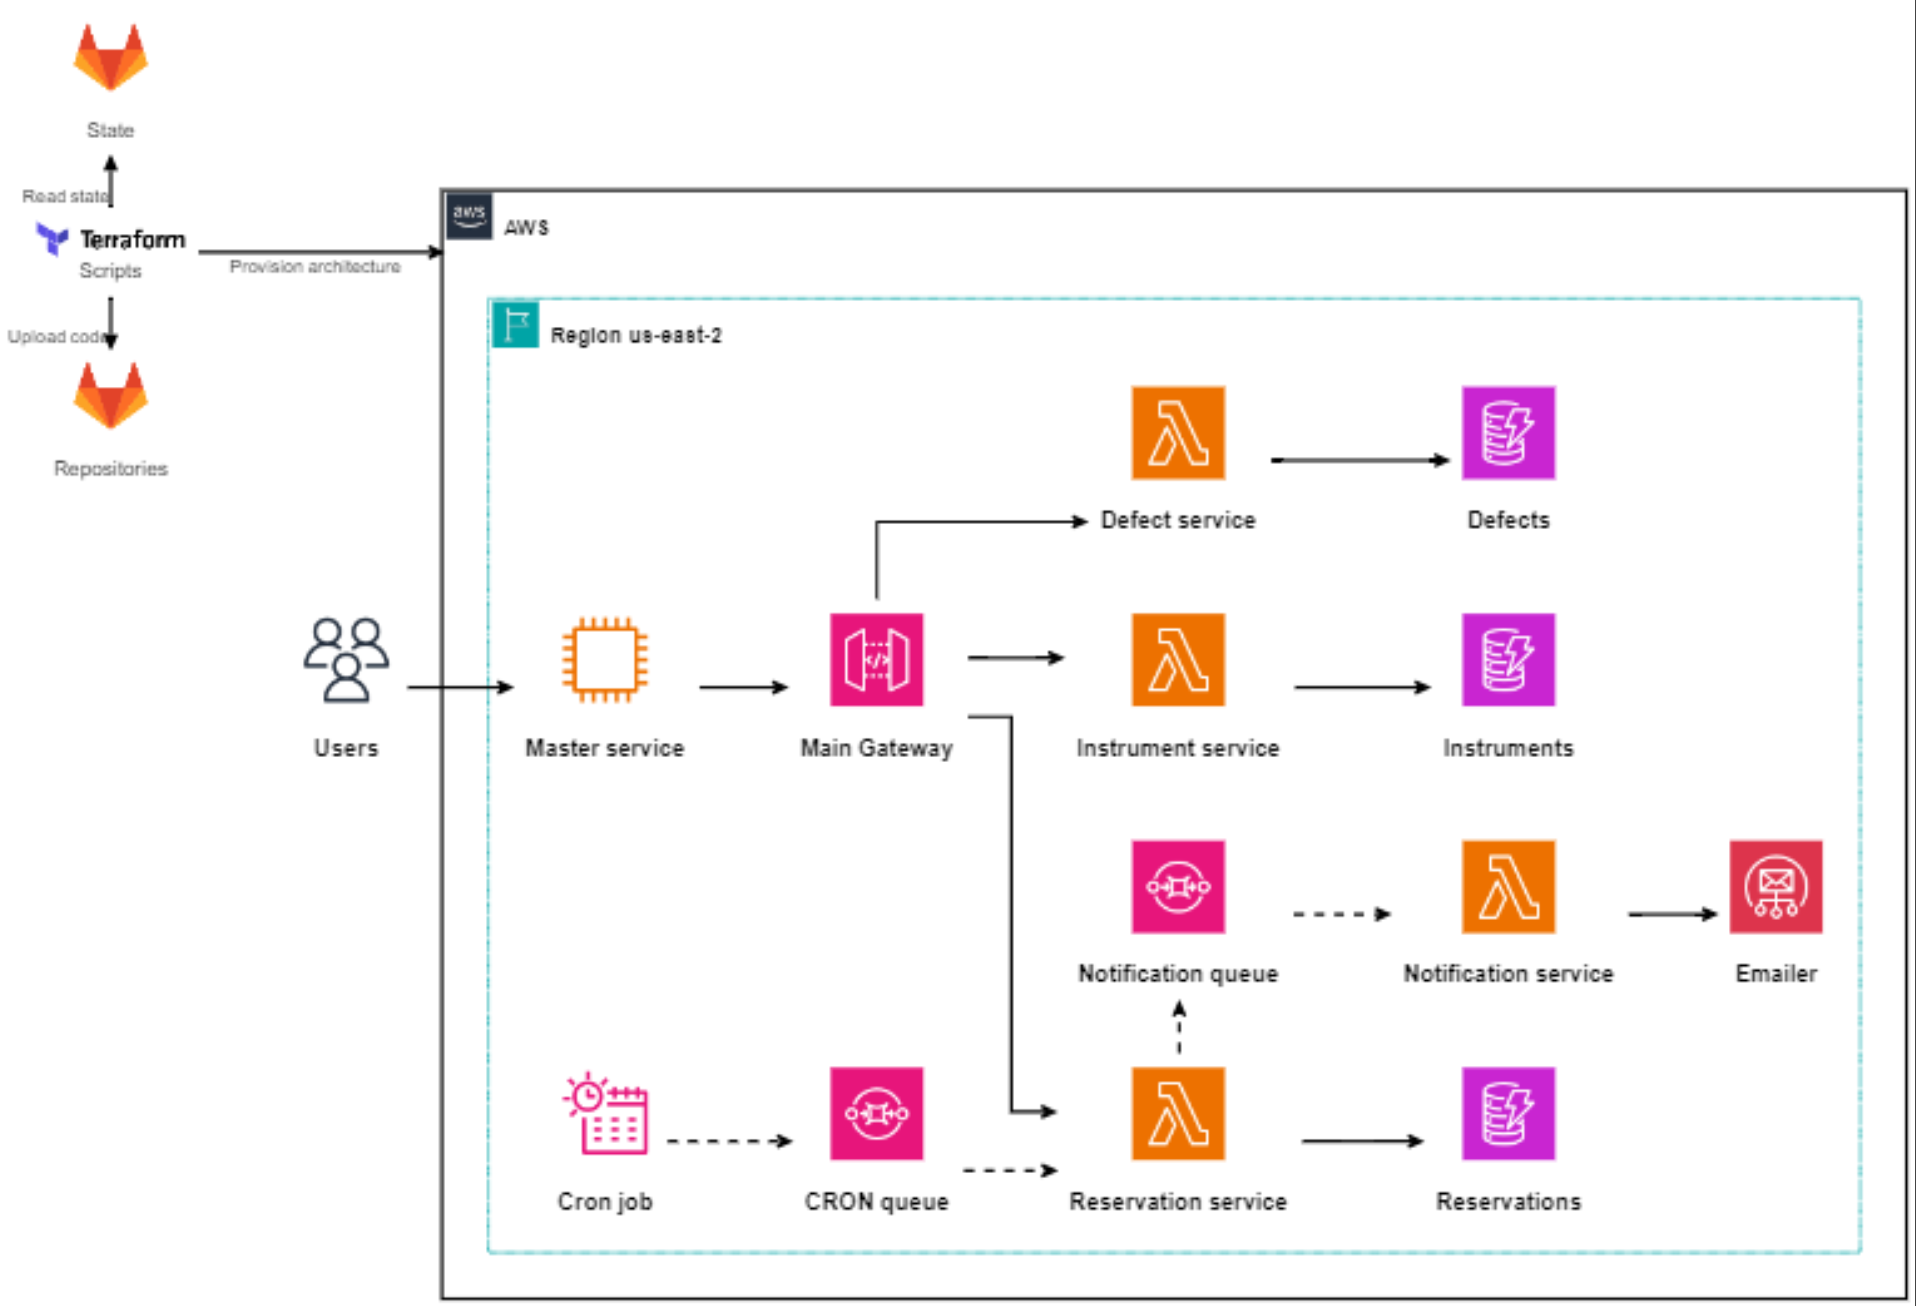 State
Read state
Terraform
Scripts
Provision architecture
Upload code
Repositories
aws
AWS
Region us-east-2
Defect service
Defects
Users
Master service
Main Gateway
Instrument service
Instruments
Notification queue
Notification service
Emailer
Cron job
CRON queue
Reservation service
Reservations